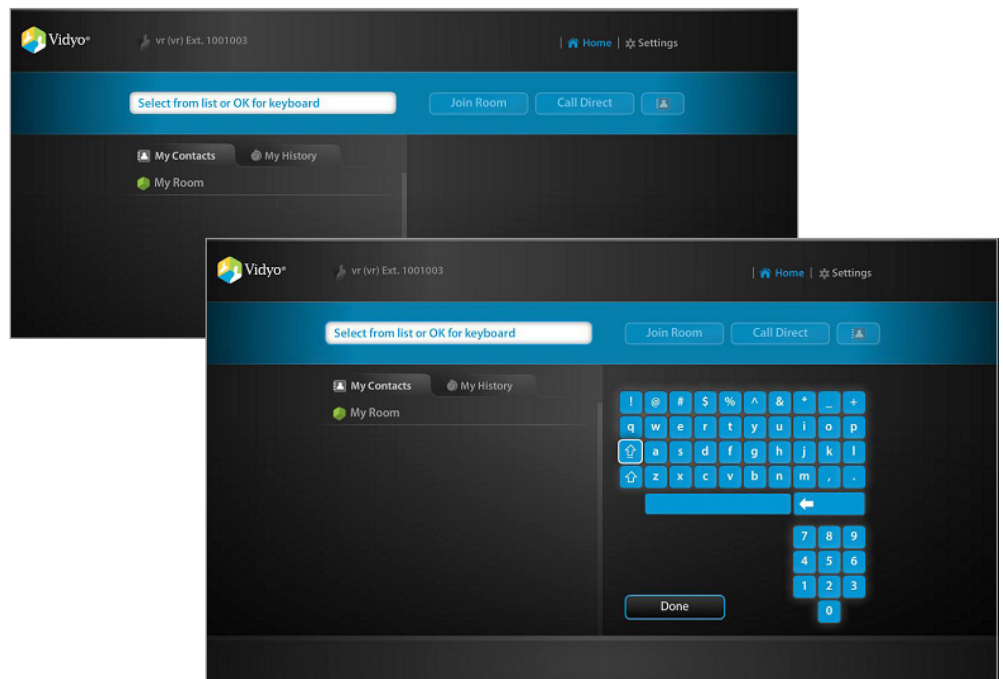 Vidyo® vr (vr) Ext. 1001003 | Home | Settings
Select from list or OK for keyboard Join Room Call Direct
My Contacts My History
My Room
Vidyo® vr (vr) Ext. 1001003 | Home | Settings
Select from list or OK for keyboard Join Room Call Direct
My Contacts My History
My Room
! @ # $ % ^ & * _ +
q w e r t y u i o p
a s d f g h j k l
z x c v b n m , .
7 8 9
4 5 6
1 2 3
Done 0